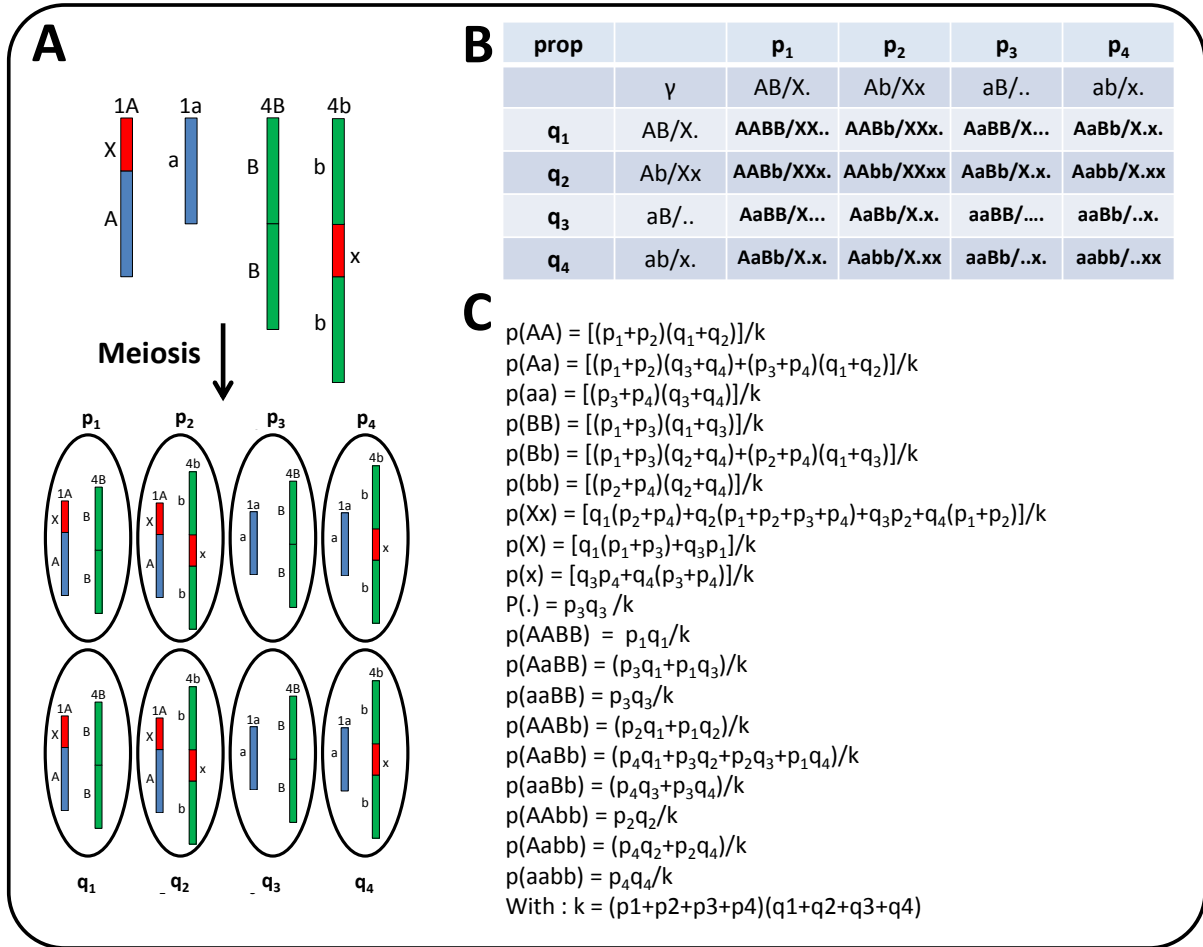 A
1A 1a 4B 4b
X
a
B
b
A
B
x
b
Meiosis
p₁ p₂ p₃ p₄
1A 4B 1A 4b 1a 4B 1a 4b
X B X b a B a b
A B A x b B x b
1A 4B 1A 4b 1a 4B 1a 4b
X B X b a B a b
A B A x b B x b
q₁ q₂ q₃ q₄
B
prop p₁ p₂ p₃ p₄
γ AB/X. Ab/Xx aB/.. ab/x.
q₁ AB/X. AABB/XX.. AABb/XXx. AaBB/X... AaBb/X.x.
q₂ Ab/Xx AABb/XXx. AAbb/XXxx AaBb/X.x. Aabb/X.xx
q₃ aB/.. AaBB/X... AaBb/X.x. aaBB/.... aaBb/..x.
q₄ ab/x. AaBb/X.x. Aabb/X.xx aaBb/..x. aabb/..xx
C
p(AA) = [(p₁+p₂)(q₁+q₂)]/k
p(Aa) = [(p₁+p₂)(q₃+q₄)+(p₃+p₄)(q₁+q₂)]/k
p(aa) = [(p₃+p₄)(q₃+q₄)]/k
p(BB) = [(p₁+p₃)(q₁+q₃)]/k
p(Bb) = [(p₁+p₃)(q₂+q₄)+(p₂+p₄)(q₁+q₃)]/k
p(bb) = [(p₂+p₄)(q₂+q₄)]/k
p(Xx) = [q₁(p₂+p₄)+q₂(p₁+p₂+p₃+p₄)+q₃p₂+q₄(p₁+p₂)]/k
p(X) = [q₁(p₁+p₃)+q₃p₁]/k
p(x) = [q₃p₄+q₄(p₃+p₄)]/k
P(.) = p₃q₃ /k
p(AABB) = p₁q₁/k
p(AaBB) = (p₃q₁+p₁q₃)/k
p(aaBB) = p₃q₃/k
p(AABb) = (p₂q₁+p₁q₂)/k
p(AaBb) = (p₄q₁+p₃q₂+p₂q₃+p₁q₄)/k
p(aaBb) = (p₄q₃+p₃q₄)/k
p(AAbb) = p₂q₂/k
p(Aabb) = (p₄q₂+p₂q₄)/k
p(aabb) = p₄q₄/k
With : k = (p1+p2+p3+p4)(q1+q2+q3+q4)